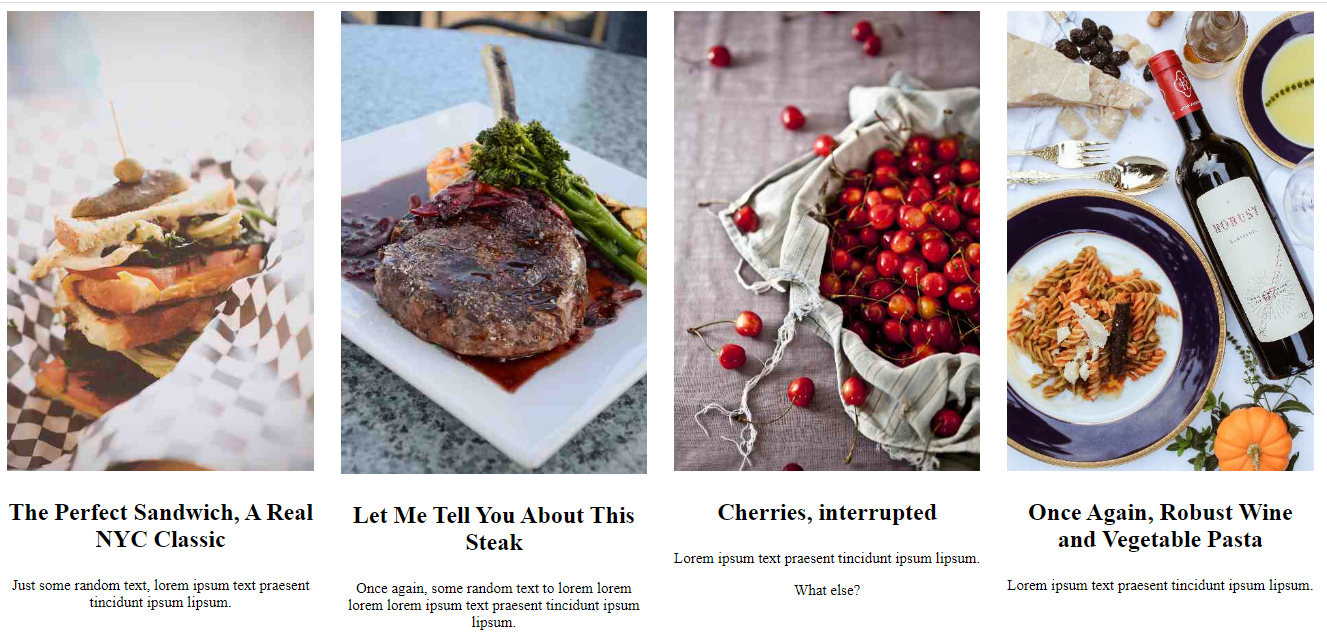 The Perfect Sandwich, A Real
NYC Classic
Just some random text, lorem ipsum text praesent
tincidunt ipsum lipsum.
Let Me Tell You About This
Steak
Once again, some random text to lorem lorem
lorem lorem ipsum text praesent tincidunt ipsum
lipsum.
Cherries, interrupted
Lorem ipsum text praesent tincidunt ipsum lipsum.
What else?
ROBUST
Once Again, Robust Wine
and Vegetable Pasta
Lorem ipsum text praesent tincidunt ipsum lipsum.